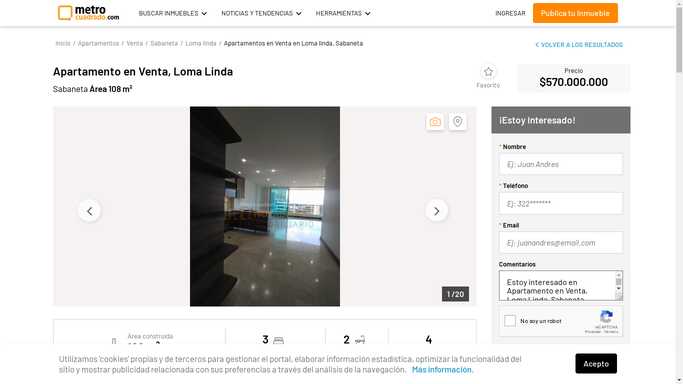 metro
cuadrado.com
BUSCAR INMUEBLES
NOTICIAS Y TENDENCIAS
HERRAMIENTAS
INGRESAR
Publica tu Inmueble
Inicio / Apartamentos / Venta / Sabaneta / Loma linda / Apartamentos en Venta en Loma linda, Sabaneta
VOLVER A LOS RESULTADOS
Apartamento en Venta, Loma Linda
Sabaneta Área 108 m²
Favorito
Precio
$570.000.000
1 / 20
¡Estoy Interesado!
* Nombre
Ej: Juan Andres
* Teléfono
Ej: 322*******
* Email
Ej: juanandres@email.com
Comentarios
Estoy interesado en
Apartamento en Venta,
Loma Linda, Sabaneta
No soy un robot
reCAPTCHA
Privacidad - Términos
Área construida
3
2
4
Utilizamos 'cookies' propias y de terceros para gestionar el portal, elaborar información estadística, optimizar la funcionalidad del
sitio y mostrar publicidad relacionada con sus preferencias a través del análisis de la navegación. Más información.
Acepto